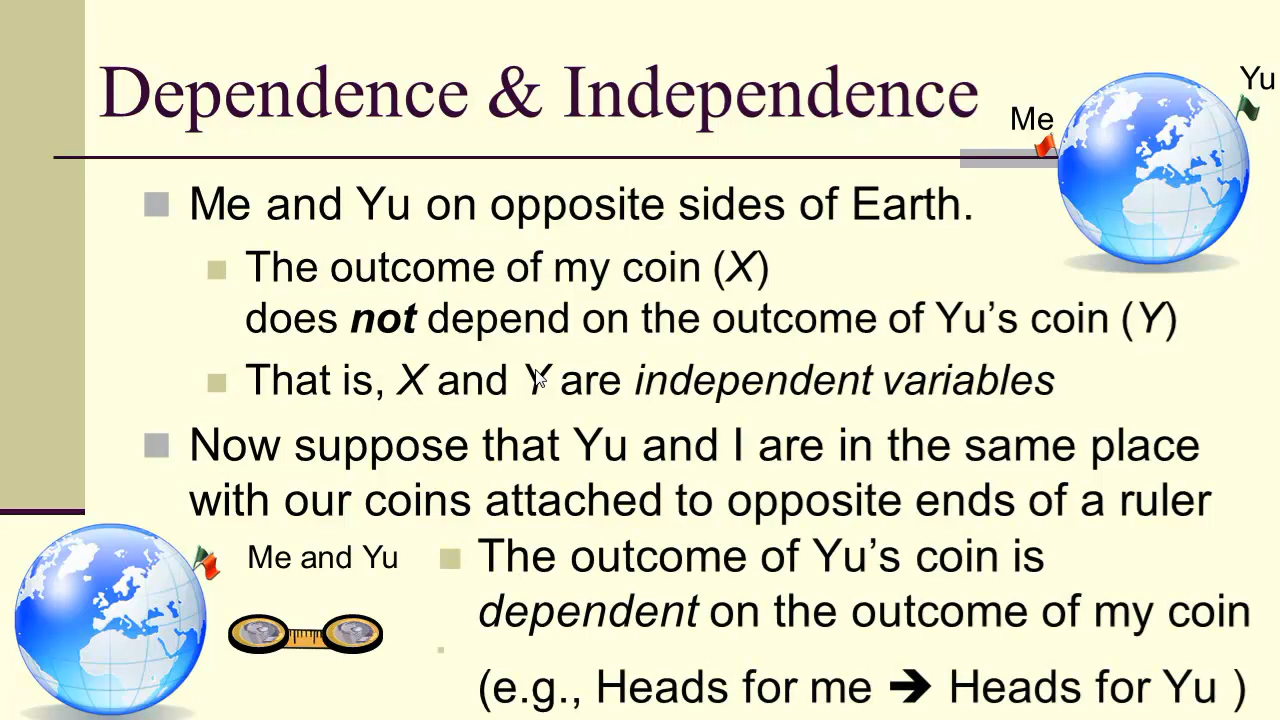 Dependence & Independence
Me
Yu
Me and Yu on opposite sides of Earth.
The outcome of my coin (X)
does not depend on the outcome of Yu’s coin (Y)
That is, X and Y are independent variables
Now suppose that Yu and I are in the same place
with our coins attached to opposite ends of a ruler
Me and Yu
The outcome of Yu’s coin is
dependent on the outcome of my coin
(e.g., Heads for me 🡪 Heads for Yu )